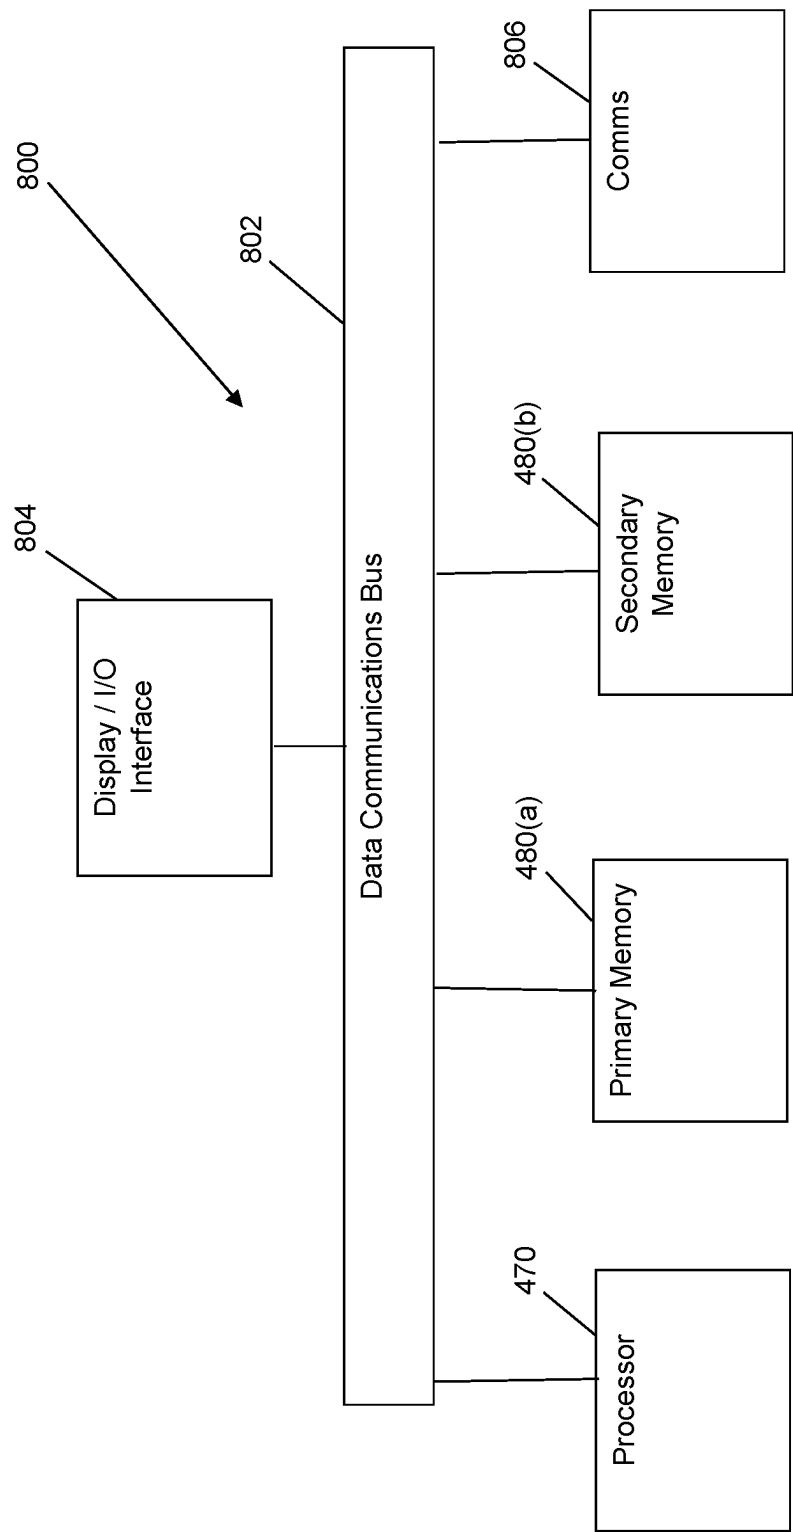 800
804
Display / I/O
Interface
802
Data Communications Bus
470
Processor
480(a)
Primary Memory
480(b)
Secondary
Memory
806
Comms